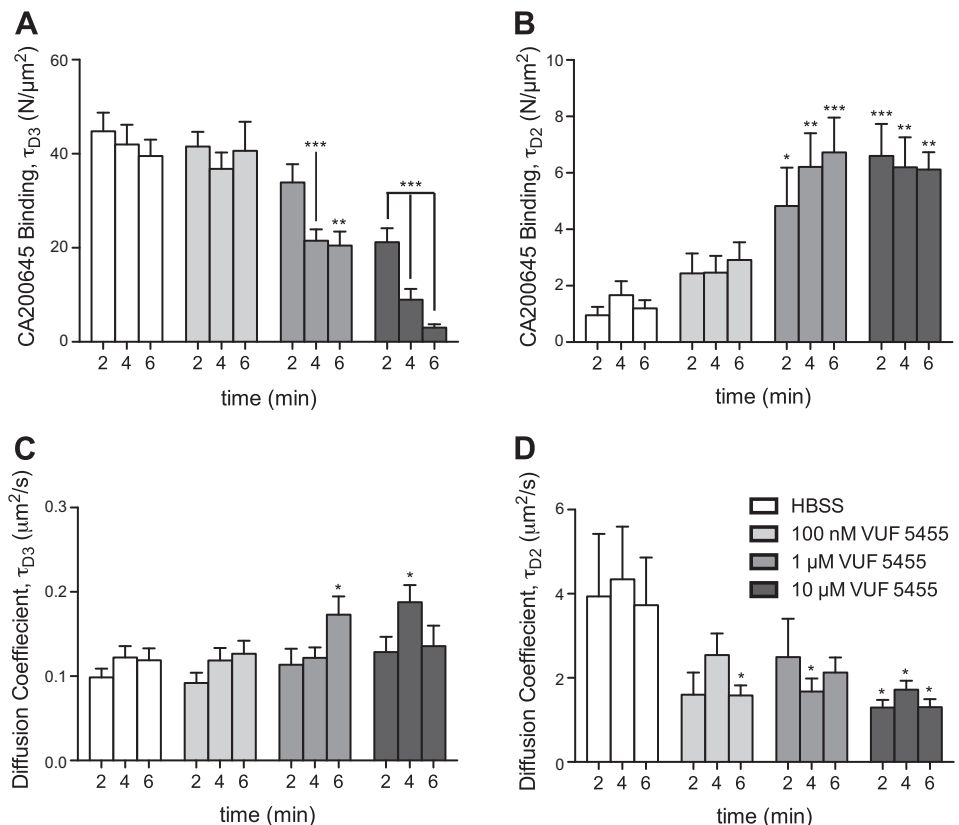 A
CA200645 Binding, τD3 (N/µm2)
60
40
20
0
***
**
***
2 4 6 2 4 6 2 4 6 2 4 6
time (min)
B
CA200645 Binding, τD2 (N/µm2)
10
8
6
4
2
0
*
**
***
***
**
**
2 4 6 2 4 6 2 4 6 2 4 6
time (min)
C
Diffusion Coeffiecient, τD3 (µm2/s)
0.3
0.2
0.1
0.0
*
*
2 4 6 2 4 6 2 4 6 2 4 6
time (min)
D
Diffusion Coeffiecient, τD2 (µm2/s)
6
4
2
0
HBSS
100 nM VUF 5455
1 µM VUF 5455
10 µM VUF 5455
*
*
*
*
*
2 4 6 2 4 6 2 4 6 2 4 6
time (min)